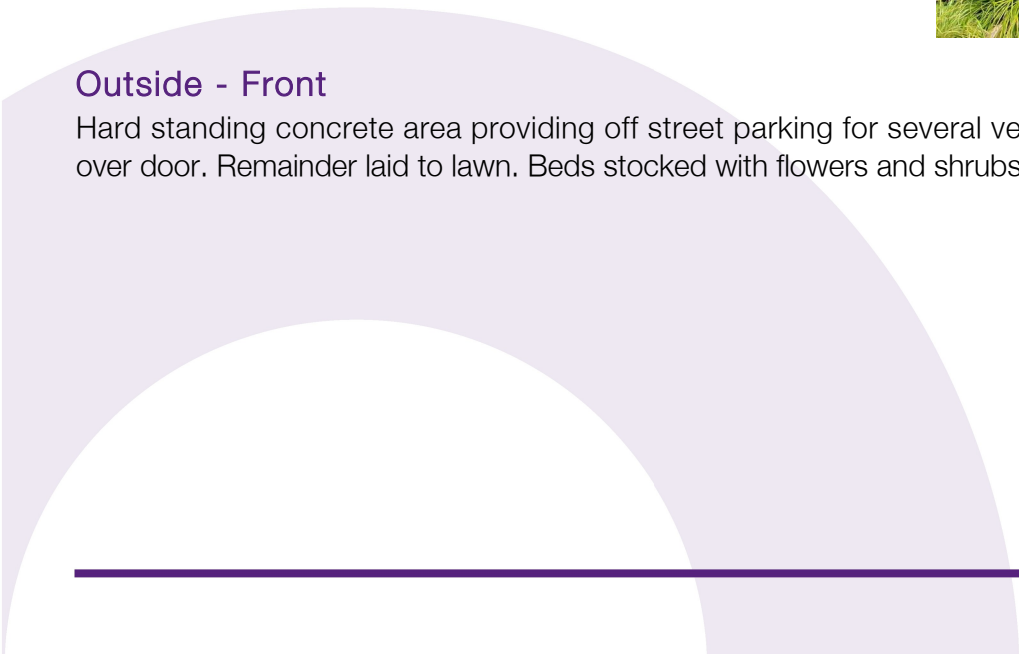 Outside - Front
Hard standing concrete area providing off street parking for several
over door. Remainder laid to lawn. Beds stocked with flowers and shrubs